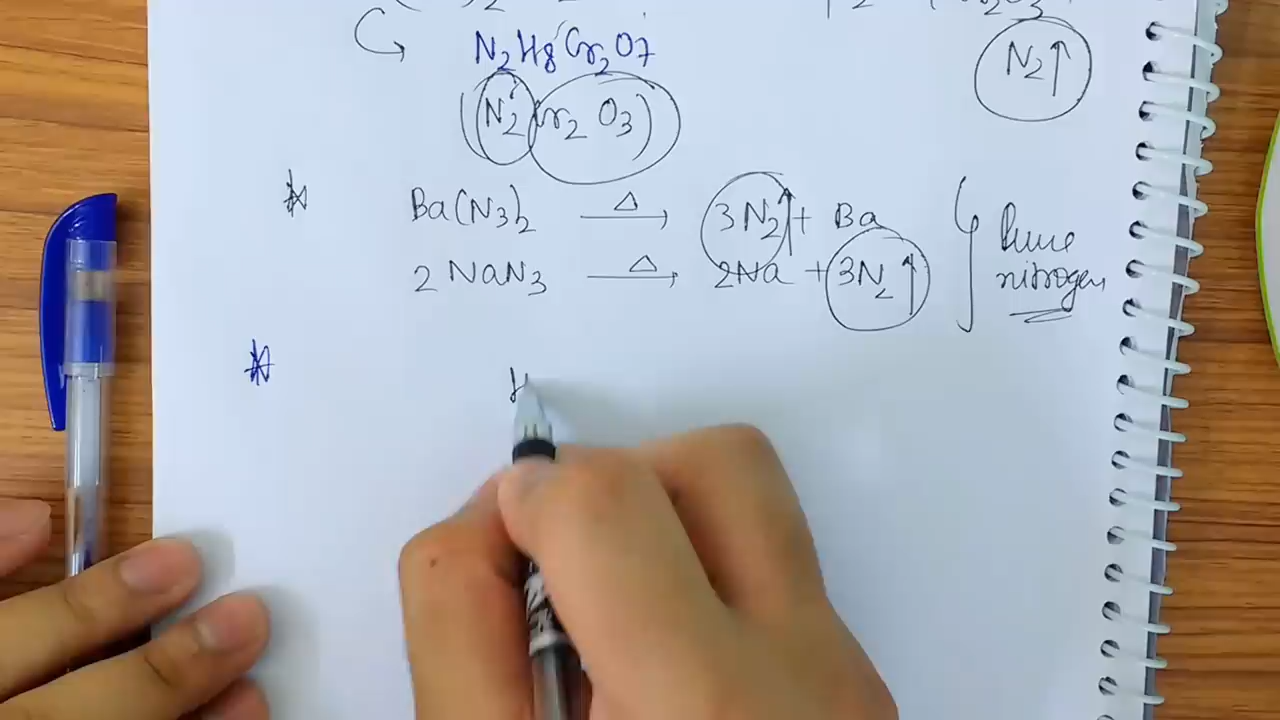 N₂H₈Cr₂O₇
N₂↑
(N₂ Cr₂ O₃)
Ba(N₃)₂ —Δ→ 3N₂↑ + Ba
2 NaN₃ —Δ→ 2Na + 3N₂↑
Pure
nitrogen
H